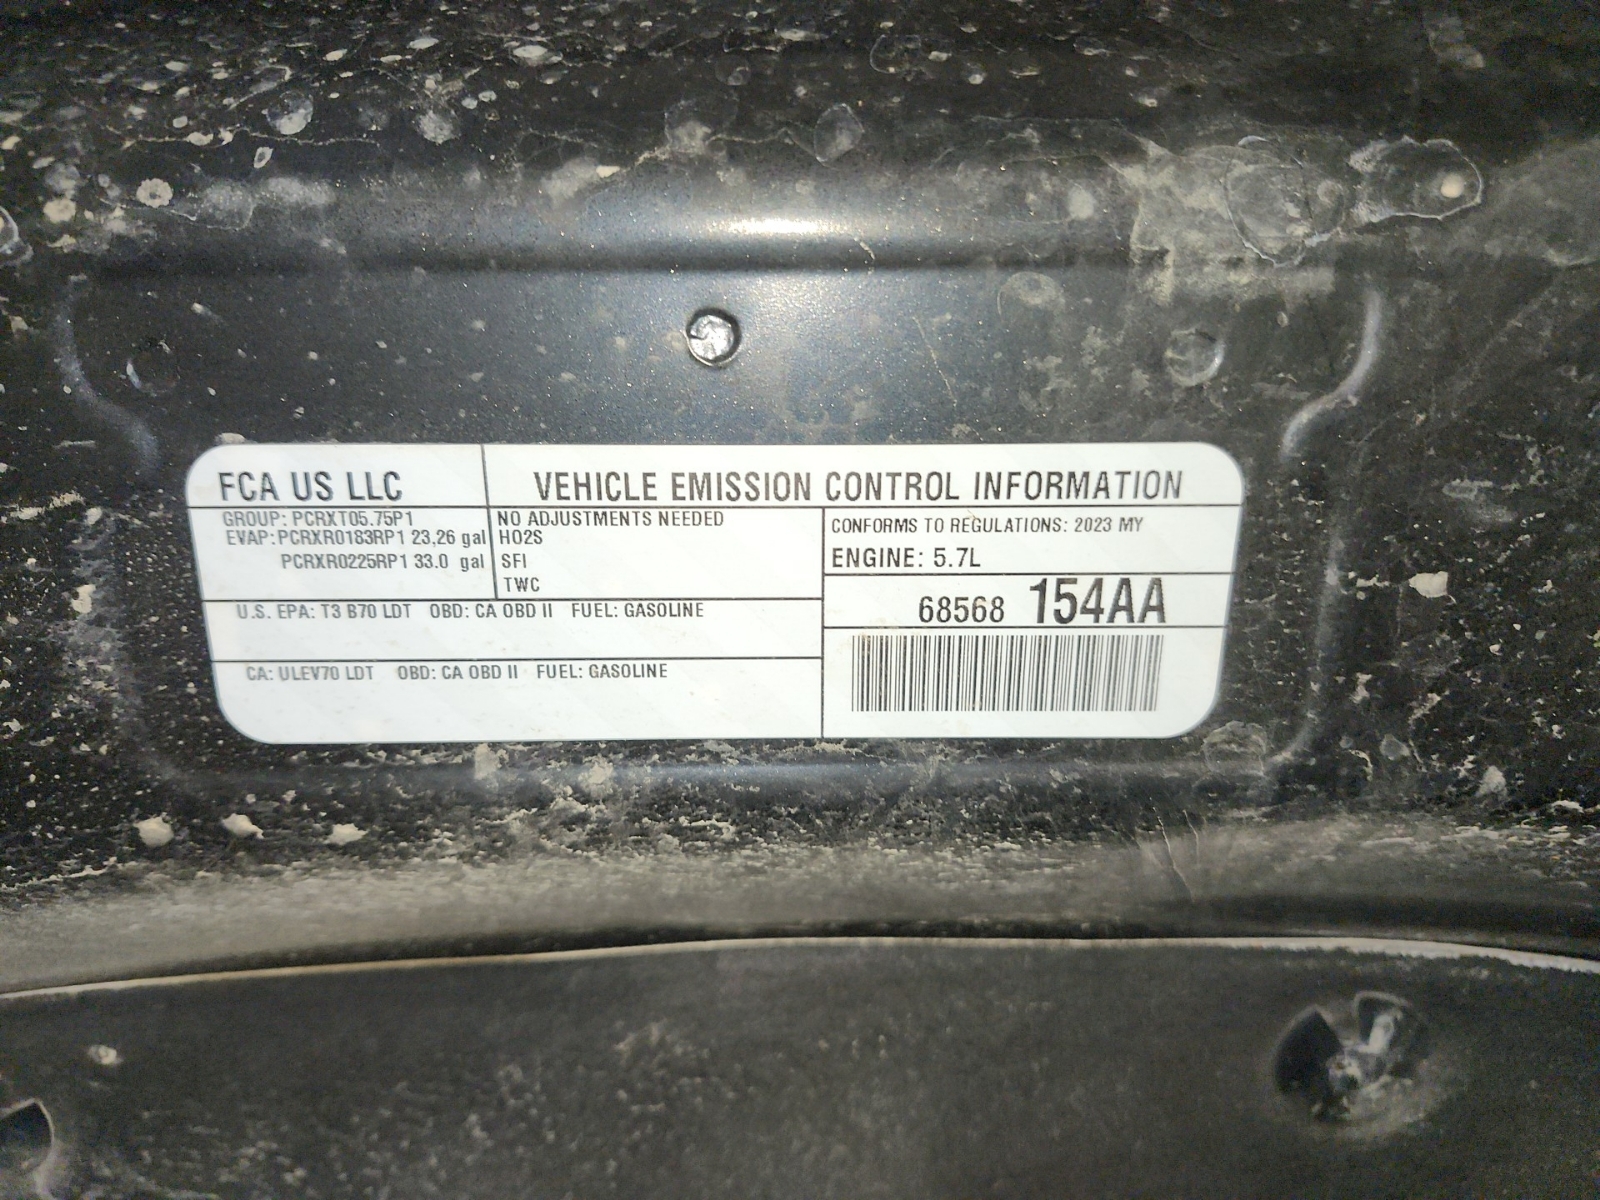 FCA US LLC
VEHICLE EMISSION CONTROL INFORMATION
GROUP: PCRXT05.75P1
EVAP: PCRXR0183RP1 23,26 gal
PCRXR0225RP1 33.0 gal
NO ADJUSTMENTS NEEDED
HO2S
SFI
TWC
CONFORMS TO REGULATIONS: 2023 MY
ENGINE: 5.7L
68568 154AA
U.S. EPA: T3 B70 LDT OBD: CA OBD II FUEL: GASOLINE
CA: ULEV70 LDT OBD: CA OBD II FUEL: GASOLINE